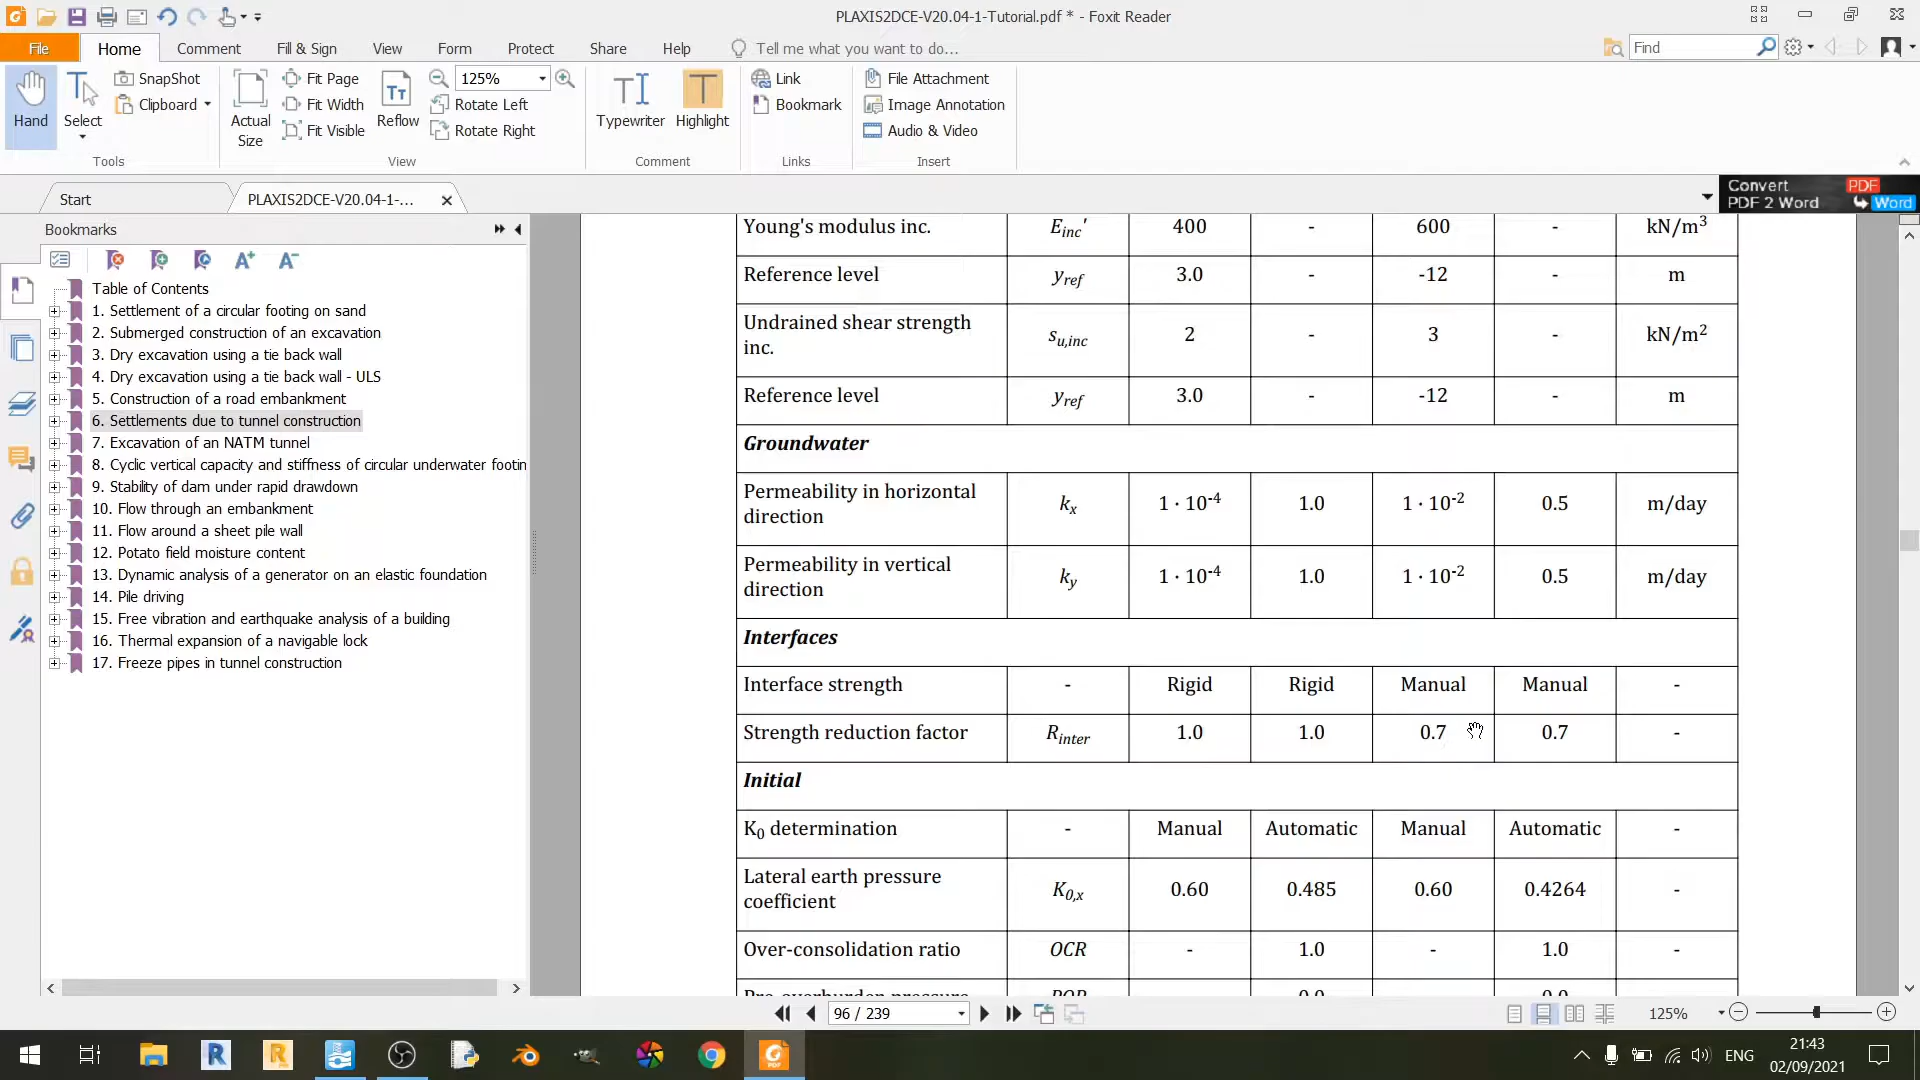 PLAXIS2DCE-V20.04-1-Tutorial.pdf * - Foxit Reader
File Home Comment Fill & Sign View Form Protect Share Help Tell me what you want to do... Find
Hand
Select
SnapShot
Clipboard
Tools
Actual
Size
Fit Page
Fit Width
Fit Visible
Reflow
125%
Rotate Left
Rotate Right
View
Typewriter
Highlight
Comment
Link
Bookmark
Links
File Attachment
Image Annotation
Audio & Video
Insert
Start
PLAXIS2DCE-V20.04-1-...
Convert PDF
PDF 2 Word Word
Bookmarks
Table of Contents
1. Settlement of a circular footing on sand
2. Submerged construction of an excavation
3. Dry excavation using a tie back wall
4. Dry excavation using a tie back wall - ULS
5. Construction of a road embankment
6. Settlements due to tunnel construction
7. Excavation of an NATM tunnel
8. Cyclic vertical capacity and stiffness of circular underwater footin
9. Stability of dam under rapid drawdown
10. Flow through an embankment
11. Flow around a sheet pile wall
12. Potato field moisture content
13. Dynamic analysis of a generator on an elastic foundation
14. Pile driving
15. Free vibration and earthquake analysis of a building
16. Thermal expansion of a navigable lock
17. Freeze pipes in tunnel construction
Young's modulus inc. Einc' 400 - 600 - kN/m3
Reference level yref 3.0 - -12 - m
Undrained shear strength
inc. su,inc 2 - 3 - kN/m2
Reference level yref 3.0 - -12 - m
Groundwater
Permeability in horizontal
direction kx 1 · 10-4 1.0 1 · 10-2 0.5 m/day
Permeability in vertical
direction ky 1 · 10-4 1.0 1 · 10-2 0.5 m/day
Interfaces
Interface strength - Rigid Rigid Manual Manual -
Strength reduction factor Rinter 1.0 1.0 0.7 0.7 -
Initial
K0 determination - Manual Automatic Manual Automatic -
Lateral earth pressure
coefficient K0,x 0.60 0.485 0.60 0.4264 -
Over-consolidation ratio OCR - 1.0 - 1.0 -
96 / 239
125%
ENG
21:43
02/09/2021